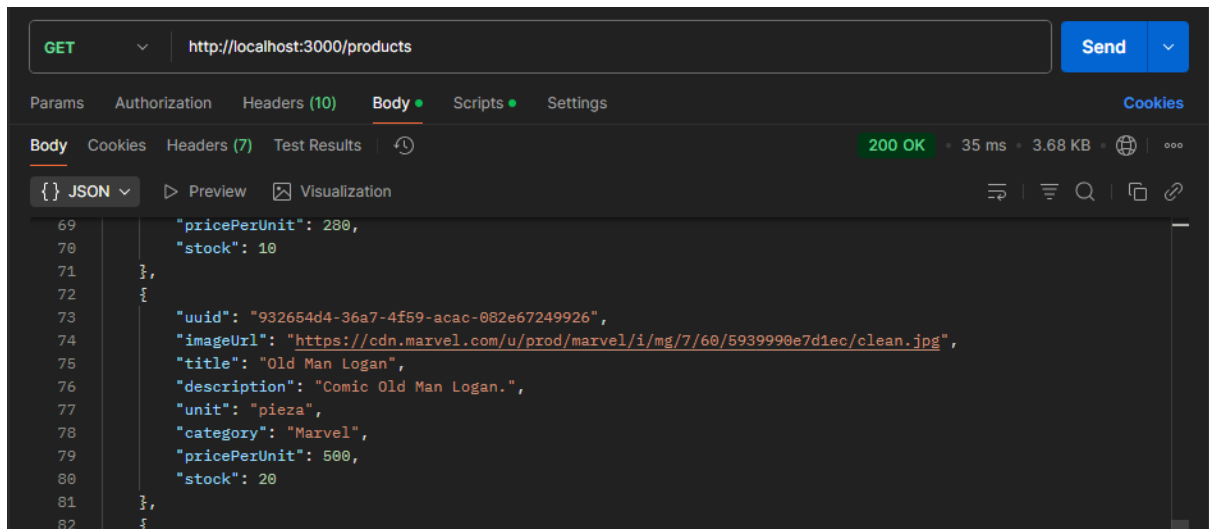 GET http://localhost:3000/products Send
Params Authorization Headers (10) Body Scripts Settings Cookies
Body Cookies Headers (7) Test Results 200 OK 35 ms 3.68 KB
{} JSON Preview Visualization
69 "pricePerUnit": 280,
70 "stock": 10
71 },
72 {
73 "uuid": "932654d4-36a7-4f59-acac-082e67249926",
74 "imageUrl": "https://cdn.marvel.com/u/prod/marvel/i/mg/7/60/5939990e7d1ec/clean.jpg",
75 "title": "Old Man Logan",
76 "description": "Comic Old Man Logan.",
77 "unit": "pieza",
78 "category": "Marvel",
79 "pricePerUnit": 500,
80 "stock": 20
81 },
82 {